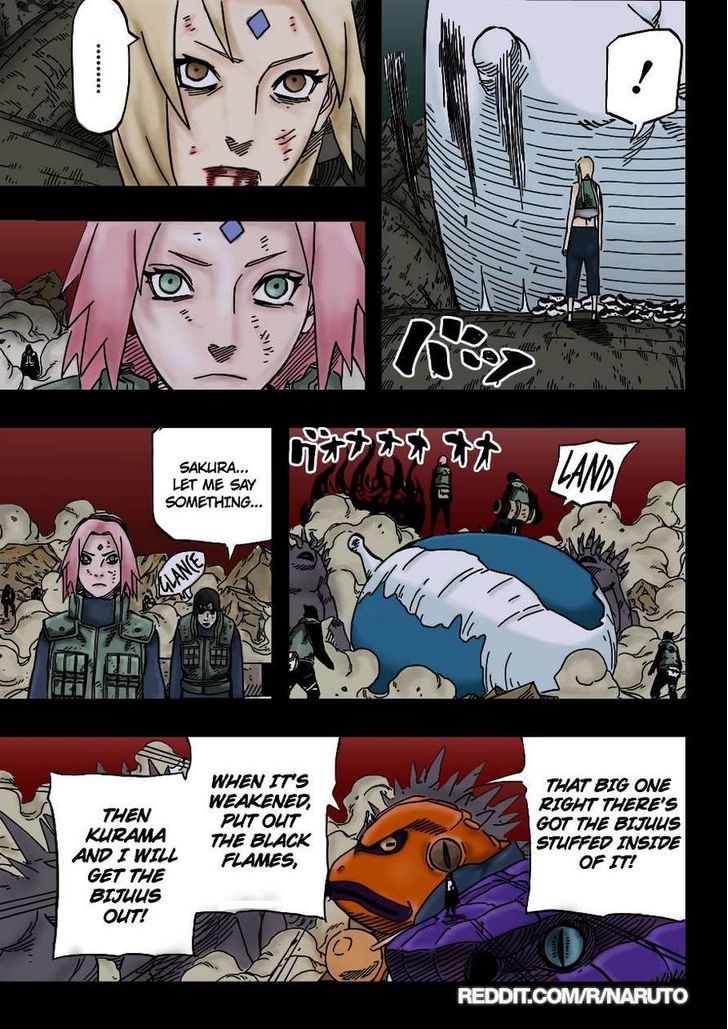 !
バッ
........
LAND
グオオオオ オオ
SAKURA...
LET ME SAY
SOMETHING...
GLANCE
THAT BIG ONE
RIGHT THERE'S
GOT THE BIJUUS
STUFFED INSIDE
OF IT!
WHEN IT'S
WEAKENED,
PUT OUT
THE BLACK
FLAMES,
THEN
KURAMA
AND I WILL
GET THE
BIJUUS
OUT!
REDDIT.COM/R/NARUTO